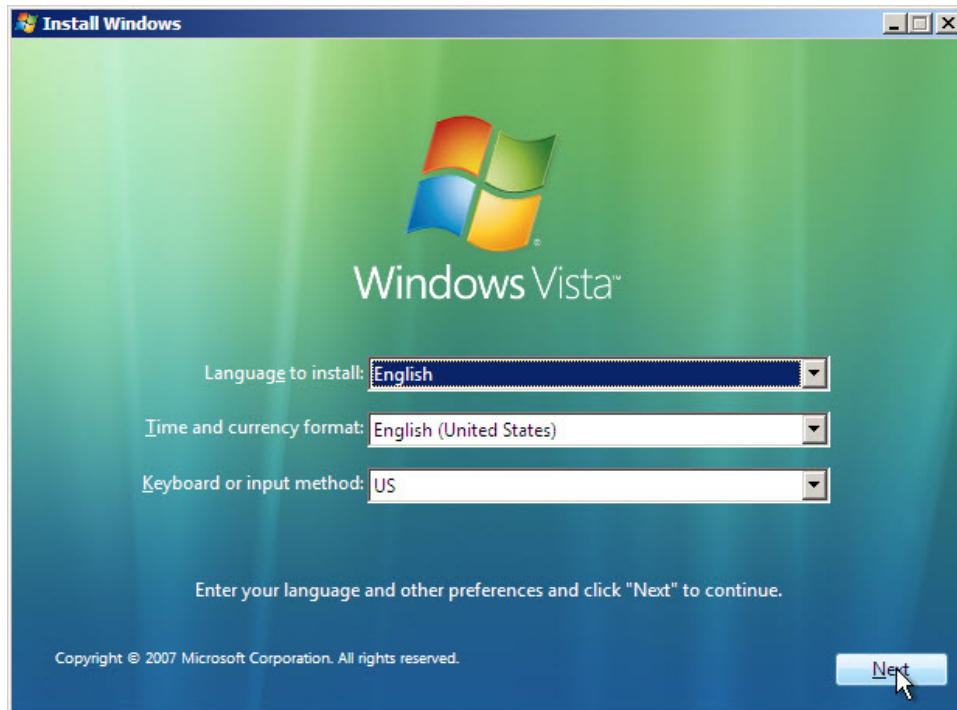 Install Windows
Windows Vista™
Language to install: English
Time and currency format: English (United States)
Keyboard or input method: US
Enter your language and other preferences and click "Next" to continue.
Copyright © 2007 Microsoft Corporation. All rights reserved.
Next